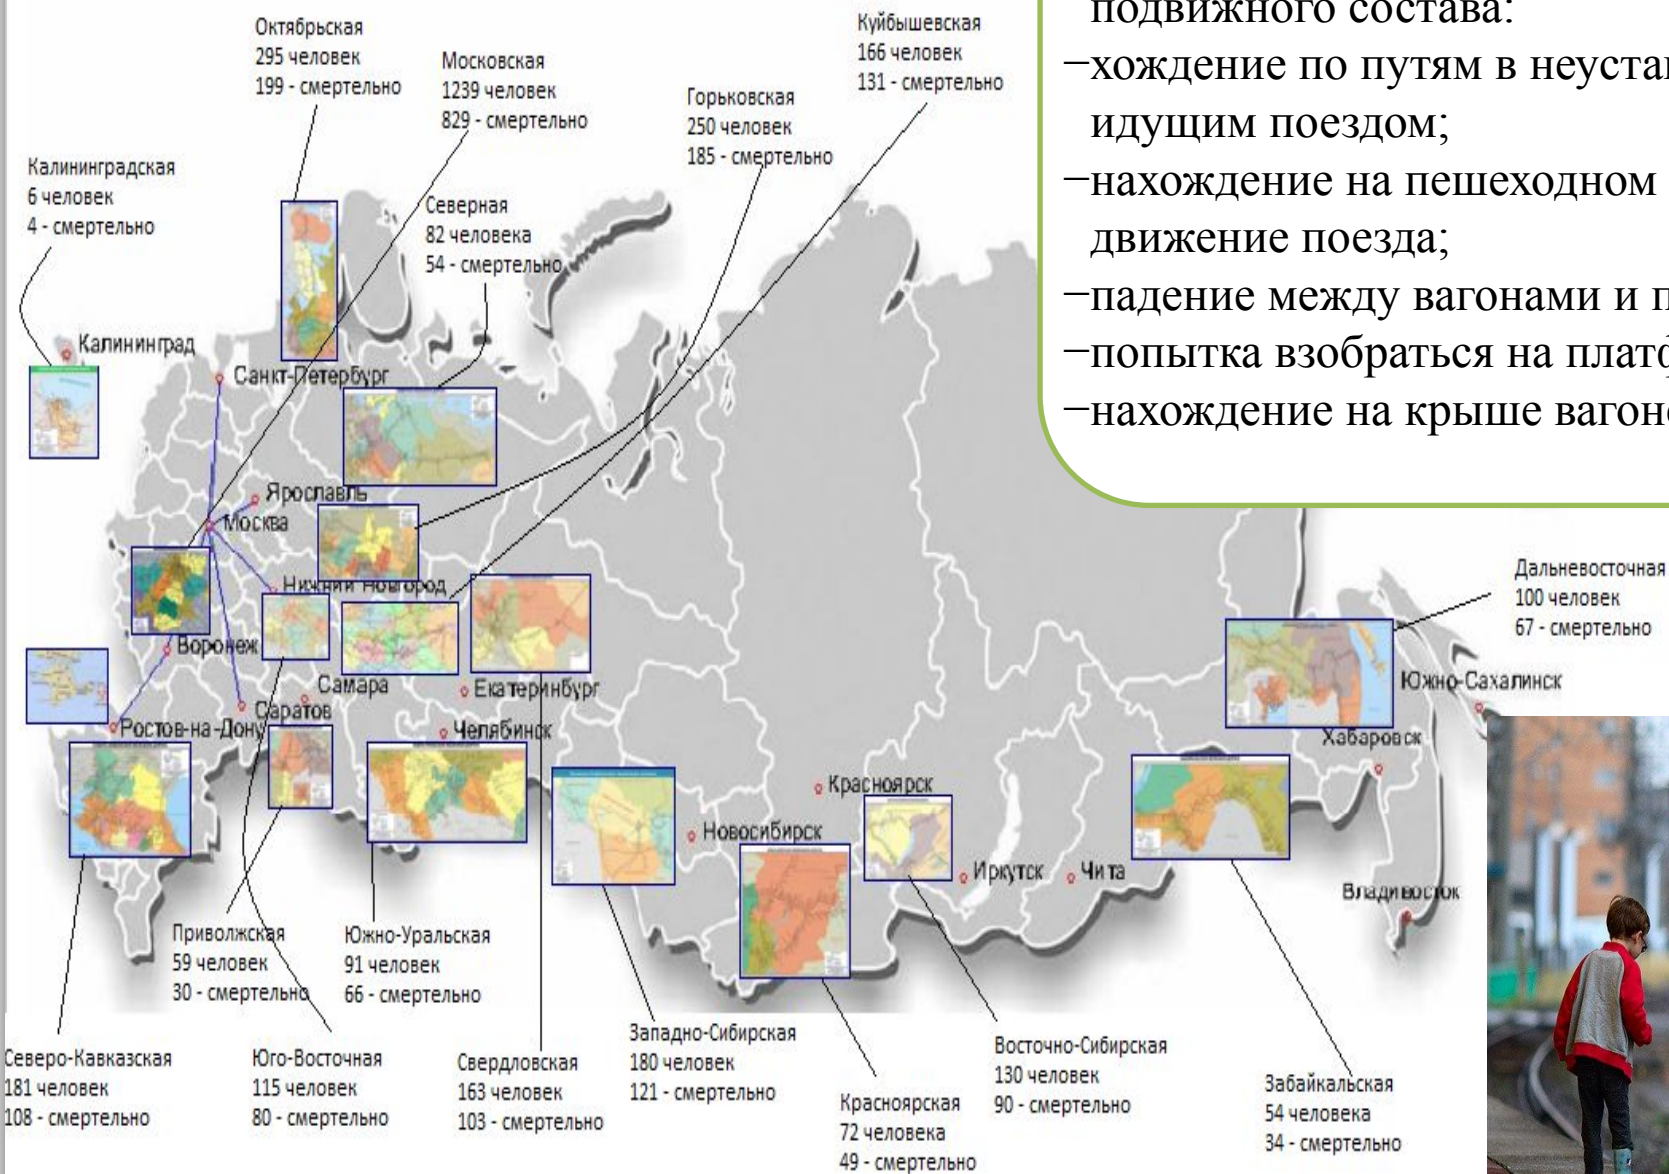 Октябрьская
295 человек
199 - смертельно
Московская
1239 человек
829 - смертельно
Куйбышевская
166 человек
131 - смертельно
Горьковская
250 человек
185 - смертельно
Калининградская
6 человек
4 - смертельно
Северная
82 человека
54 - смертельно
подвижного состава:
–хождение по путям в
идущим поездом;
–нахождение на пешеходном
движение поезда;
–падение между вагонами и
–попытка взобраться на
–нахождение на крыше
Калининград
Санкт-Петербург
Ярославль
Москва
Нижний Новгород
Воронеж
Самара
Екатеринбург
Саратов
Ростов-на-Дону
Челябинск
Красноярск
Новосибирск
Иркутск
Чита
Южно-Сахалинск
Хабаровск
Владивосток
Дальневосточная
100 человек
67 - смертельно
Приволжская
59 человек
30 - смертельно
Южно-Уральская
91 человек
66 - смертельно
Северо-Кавказская
181 человек
108 - смертельно
Юго-Восточная
115 человек
80 - смертельно
Свердловская
163 человек
103 - смертельно
Западно-Сибирская
180 человек
121 - смертельно
Красноярская
72 человека
49 - смертельно
Восточно-Сибирская
130 человек
90 - смертельно
Забайкальская
54 человека
34 - смертельно